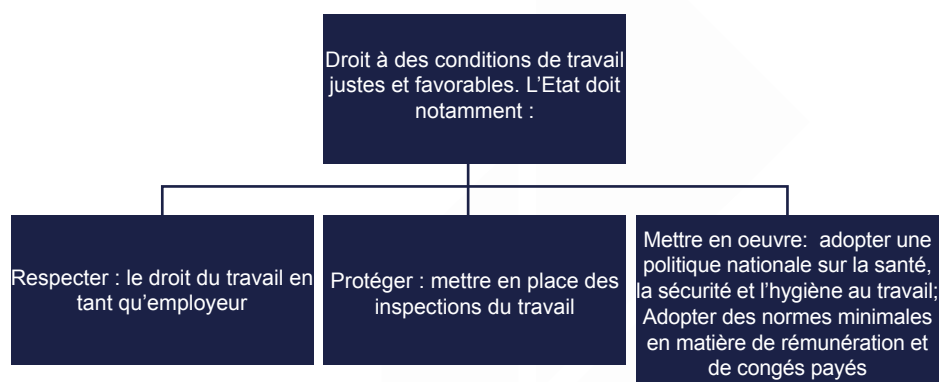 Droit à des conditions de travail
justes et favorables. L’Etat doit
notamment :
Respecter : le droit du travail en
tant qu’employeur
Protéger : mettre en place des
inspections du travail
Mettre en oeuvre:  adopter une
politique nationale sur la santé,
la sécurité et l’hygiène au travail;
Adopter des normes minimales
en matière de rémunération et
de congés payés